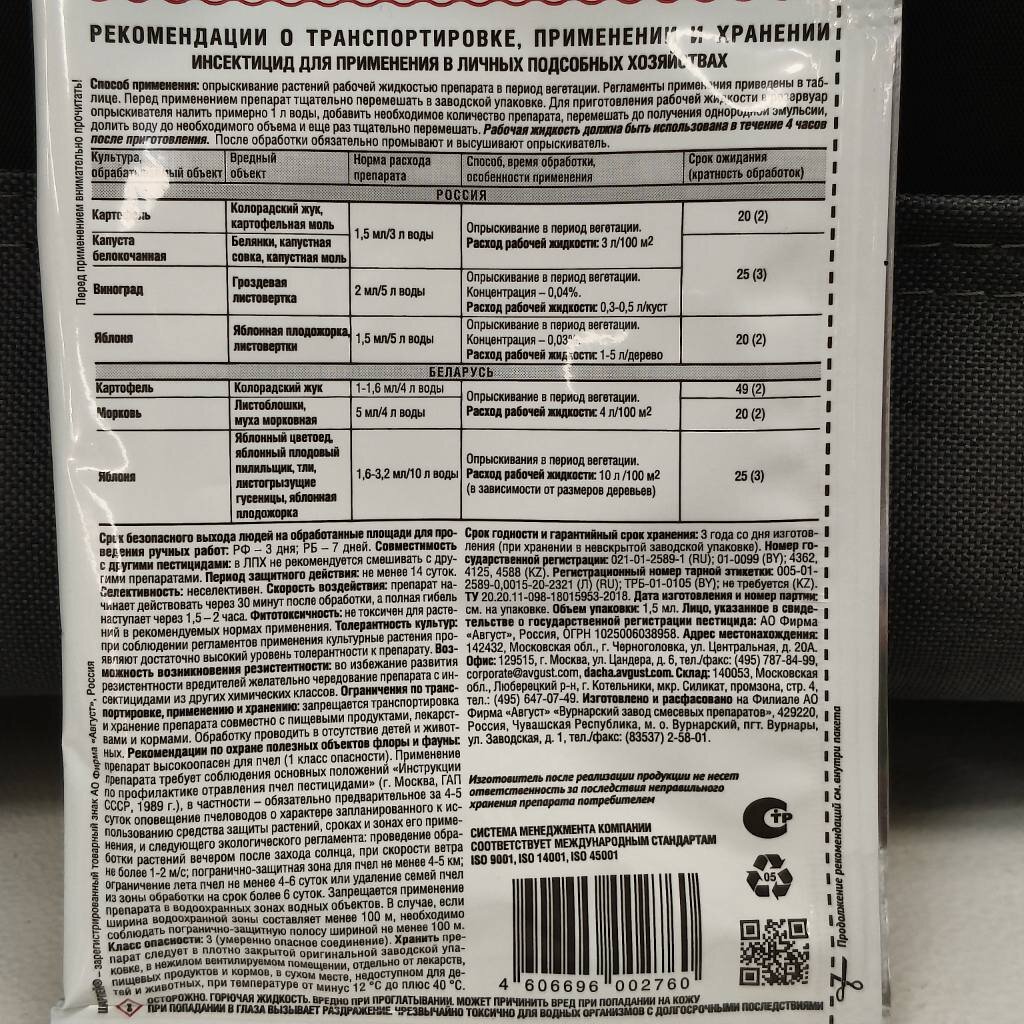 РЕКОМЕНДАЦИИ О ТРАНСПОРТИРОВКЕ, ПРИМЕНЕНИИ И ХРАНЕНИИ
ИНСЕКТИЦИД ДЛЯ ПРИМЕНЕНИЯ В ЛИЧНЫХ ПОДСОБНЫХ ХОЗЯЙСТВАХ
Перед применением внимательно прочитать!
Способ применения: опрыскивание растений рабочей жидкостью препарата в период вегетации. Регламенты применения приведены в таб-
лице. Перед применением препарат тщательно перемешать в заводской упаковке. Для приготовления рабочей жидкости в резервуар
опрыскивателя налить примерно 1 л воды, добавить необходимое количество препарата, перемешать до получения однородной эмульсии,
долить воду до необходимого объема и еще раз тщательно перемешать. Рабочая жидкость должна быть использована в течение 4 часов
после приготовления. После обработки обязательно промывают и высушивают опрыскиватель.
Культура, Вредный Норма расхода Способ, время обработки, Срок ожидания
обрабатываемый объект объект препарата особенности применения (кратность обработок)
РОССИЯ
Картофель Колорадский жук, картофельная моль 1,5 мл/3 л воды Опрыскивание в период вегетации. 20 (2)
Капуста белокочанная Белянки, капустная совка, капустная моль Расход рабочей жидкости: 3 л/100 м2
Виноград Гроздевая листовертка 2 мл/5 л воды Опрыскивание в период вегетации. 25 (3)
Концентрация – 0,04%.
Расход рабочей жидкости: 0,3-0,5 л/куст
Яблоня Яблонная плодожорка, листовертки 1,5 мл/5 л воды Опрыскивание в период вегетации. 20 (2)
Концентрация – 0,03%.
Расход рабочей жидкости: 1-5 л/дерево
БЕЛАРУСЬ
Картофель Колорадский жук 1-1,6 мл/4 л воды Опрыскивание в период вегетации. 49 (2)
Морковь Листоблошки, муха морковная 5 мл/4 л воды Расход рабочей жидкости: 4 л/100 м2 20 (2)
Яблоня Яблонный цветоед, яблонный плодовый пилильщик, тли, листогрызущие гусеницы, яблонная плодожорка 1,6-3,2 мл/10 л воды Опрыскивания в период вегетации. 25 (3)
Расход рабочей жидкости: 10 л /100 м2
(в зависимости от размеров деревьев)
Срок безопасного выхода людей на обработанные площади для про-
ведения ручных работ: РФ – 3 дня; РБ – 7 дней. Совместимость
с другими пестицидами: в ЛПХ не рекомендуется смешивать с дру-
гими препаратами. Период защитного действия: не менее 14 суток.
Селективность: неселективен. Скорость воздействия: препарат на-
чинает действовать через 30 минут после обработки, а полная гибель
наступает через 1,5 – 2 часа. Фитотоксичность: не токсичен для расте-
ний в рекомендуемых нормах применения. Толерантность культур:
при соблюдении регламентов применения культурные растения про-
являют достаточно высокий уровень толерантности к препарату. Воз-
можность возникновения резистентности: во избежание развития
резистентности вредителей желательно чередование препарата с ин-
сектицидами из других химических классов. Ограничения по транс-
портировке, применению и хранению: запрещается транспортировка
и хранение препарата совместно с пищевыми продуктами, лекарст-
вами и кормами. Обработку проводить в отсутствие детей и живот-
ных. Рекомендации по охране полезных объектов флоры и фауны:
препарат высокоопасен для пчел (1 класс опасности). Применение
препарата требует соблюдения основных положений «Инструкции
по профилактике отравления пчел пестицидами» (г. Москва, ГАП
СССР, 1989 г.), в частности – обязательно предварительное за 4-5
суток оповещение пчеловодов о характере запланированного к ис-
пользованию средства защиты растений, сроках и зонах его приме-
нения, и следующего экологического регламента: проведение обра-
ботки растений вечером после захода солнца, при скорости ветра
не более 1-2 м/с; погранично-защитная зона для пчел не менее 4-5 км;
ограничение лета пчел не менее 4-6 суток или удаление семей пчел
из зоны обработки на срок более 6 суток. Запрещается применение
препарата в водоохранных зонах водных объектов. В случае, если
ширина водоохранной зоны составляет менее 100 м, необходимо
соблюдать погранично-защитную полосу шириной не менее 100 м.
Класс опасности: 3 (умеренно опасное соединение). Хранить пре-
парат следует в плотно закрытой оригинальной заводской упа-
ковке, в нежилом вентилируемом помещении, отдельно от лекарств,
пищевых продуктов и кормов, в сухом месте, недоступном для де-
тей и животных, при температуре от минус 12 °С до плюс 40 °С.
Срок годности и гарантийный срок хранения: 3 года со дня изготов-
ления (при хранении в невскрытой заводской упаковке). Номер го-
сударственной регистрации: 021-01-2589-1 (RU); 01-0099 (BY); 4362,
4125, 4588 (KZ). Регистрационный номер тарной этикетки: 005-01-
2589-0,0015-20-2321 (Л) (RU); ТРБ-01-0105 (BY); не требуется (KZ).
ТУ 20.20.11-098-18015953-2018. Дата изготовления и номер партии:
см. на упаковке. Объем упаковки: 1,5 мл. Лицо, указанное в свиде-
тельстве о государственной регистрации пестицида: АО Фирма
«Август», Россия, ОГРН 1025006038958. Адрес местонахождения:
142432, Московская обл., г. Черноголовка, ул. Центральная, д. 20А.
Офис: 129515, г. Москва, ул. Цандера, д. 6, тел./факс: (495) 787-84-99,
corporate@avgust.com, dacha.avgust.com. Склад: 140053, Московская
обл., Люберецкий р-н, г. Котельники, мкр. Силикат, промзона, стр. 4,
тел.: (495) 647-07-49. Изготовлено и расфасовано на Филиале АО
Фирма «Август» «Вурнарский завод смесевых препаратов», 429220,
Россия, Чувашская Республика, м. о. Вурнарский, пгт. Вурнары,
ул. Заводская, д. 1, тел./факс: (83537) 2-58-01.
Изготовитель после реализации продукции не несет
ответственность за последствия неправильного
хранения препарата потребителем
СИСТЕМА МЕНЕДЖМЕНТА КОМПАНИИ
СООТВЕТСТВУЕТ МЕЖДУНАРОДНЫМ СТАНДАРТАМ
ISO 9001, ISO 14001, ISO 45001
СТР
05
4 606696 002760
Продолжение рекомендаций см. внутри пакета
– зарегистрированный товарный знак АО Фирма «Август», Россия
ОСТОРОЖНО. ГОРЮЧАЯ ЖИДКОСТЬ. ВРЕДНО ПРИ ПРОГЛАТЫВАНИИ. МОЖЕТ ПРИЧИНИТЬ ВРЕД ПРИ ПОПАДАНИИ НА КОЖУ
ПРИ ПОПАДАНИИ В ГЛАЗА ВЫЗЫВАЕТ РАЗДРАЖЕНИЕ. ЧРЕЗВЫЧАЙНО ТОКСИЧНО ДЛЯ ВОДНЫХ ОРГАНИЗМОВ С ДОЛГОСРОЧНЫМИ ПОСЛЕДСТВИЯМИ